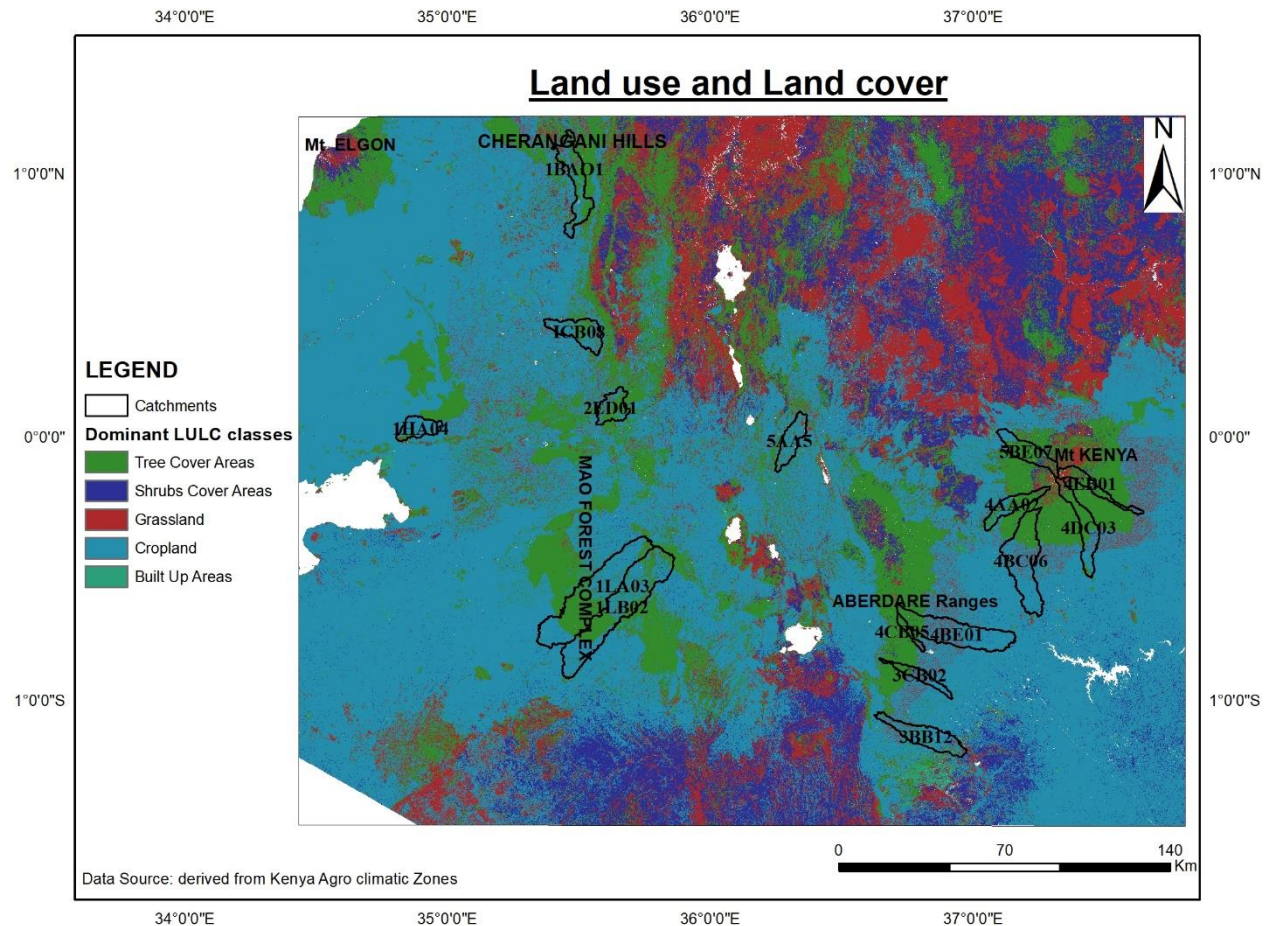 34°0'0"E 35°0'0"E 36°0'0"E 37°0'0"E
Land use and Land cover
Mt. ELGON
CHERANGANI HILLS
N
1°0'0"N
1BAD1
1°0'0"N
ICB08
LEGEND
Catchments
Dominant LULC classes
Tree Cover Areas
Shrubs Cover Areas
Grassland
Cropland
Built Up Areas
2ED01
1HA04
0°0'0"
5AA5
0°0'0"
5BE07
Mt KENYA
4EB01
4AA02
4DC03
4BC06
MAO FOREST COMPLEX
1LA03
1LB02
ABERDARE Ranges
4CB05
4BE01
3CB02
1°0'0"S
1°0'0"S
3BB12
0 70 140
Km
Data Source: derived from Kenya Agro climatic Zones
34°0'0"E 35°0'0"E 36°0'0"E 37°0'0"E